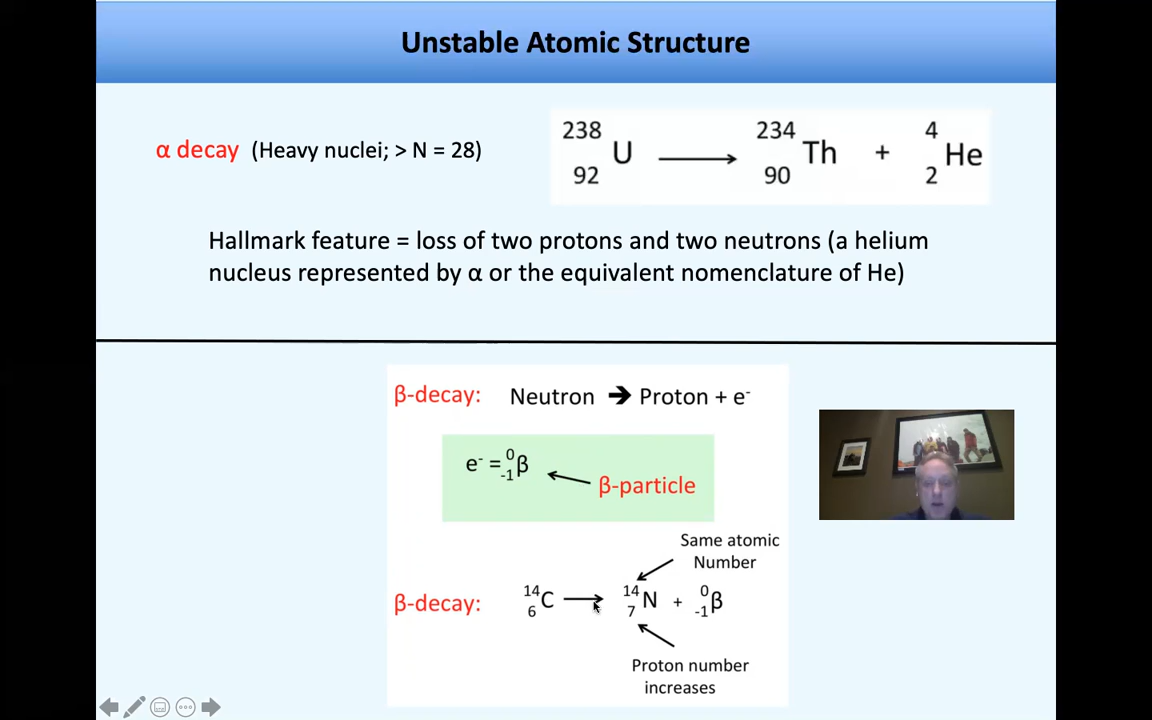 Unstable Atomic Structure
α decay (Heavy nuclei; > N = 28)
238 92 U ⟶ 234 90 Th + 4 2 He
Hallmark feature = loss of two protons and two neutrons (a helium
nucleus represented by α or the equivalent nomenclature of He)
β-decay: Neutron ➔ Proton + e⁻
e⁻ = 0 -1 β
β-particle
Same atomic
Number
β-decay: 14 6 C ⟶ 14 7 N + 0 -1 β
Proton number
increases